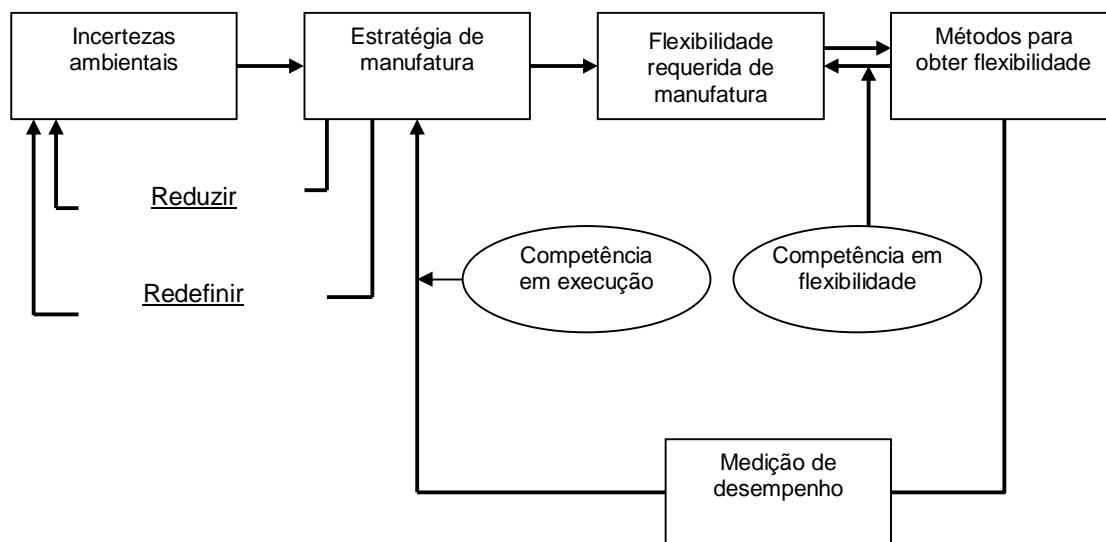 Incertezas
ambientais
Estratégia de
manufatura
Flexibilidade
requerida de
manufatura
Métodos para
obter flexibilidade
Reduzir
Redefinir
Competência
em execução
Competência em
flexibilidade
Medição de
desempenho